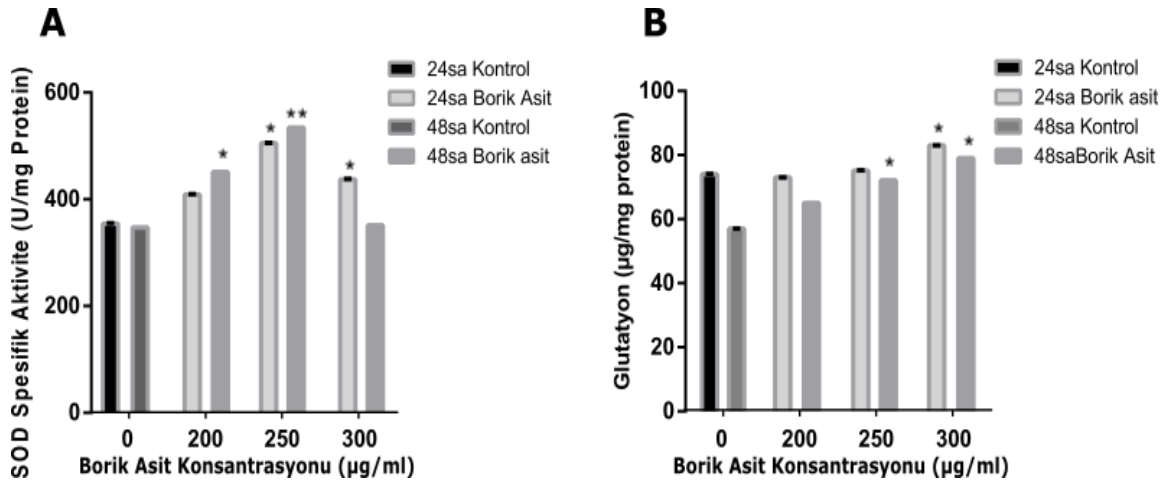 A
SOD Spesifik Aktivite (U/mg Protein)
600
400
200
0
* ** * *
0 200 250 300
Borik Asit Konsantrasyonu (µg/ml)
24sa Kontrol
24sa Borik Asit
48sa Kontrol
48sa Borik asit
B
Glutatyon (µg/mg protein)
100
80
60
40
20
0
* * *
0 200 250 300
Borik Asit Konsantrasyonu (µg/ml)
24sa Kontrol
24sa Borik asit
48sa Kontrol
48saBorik Asit